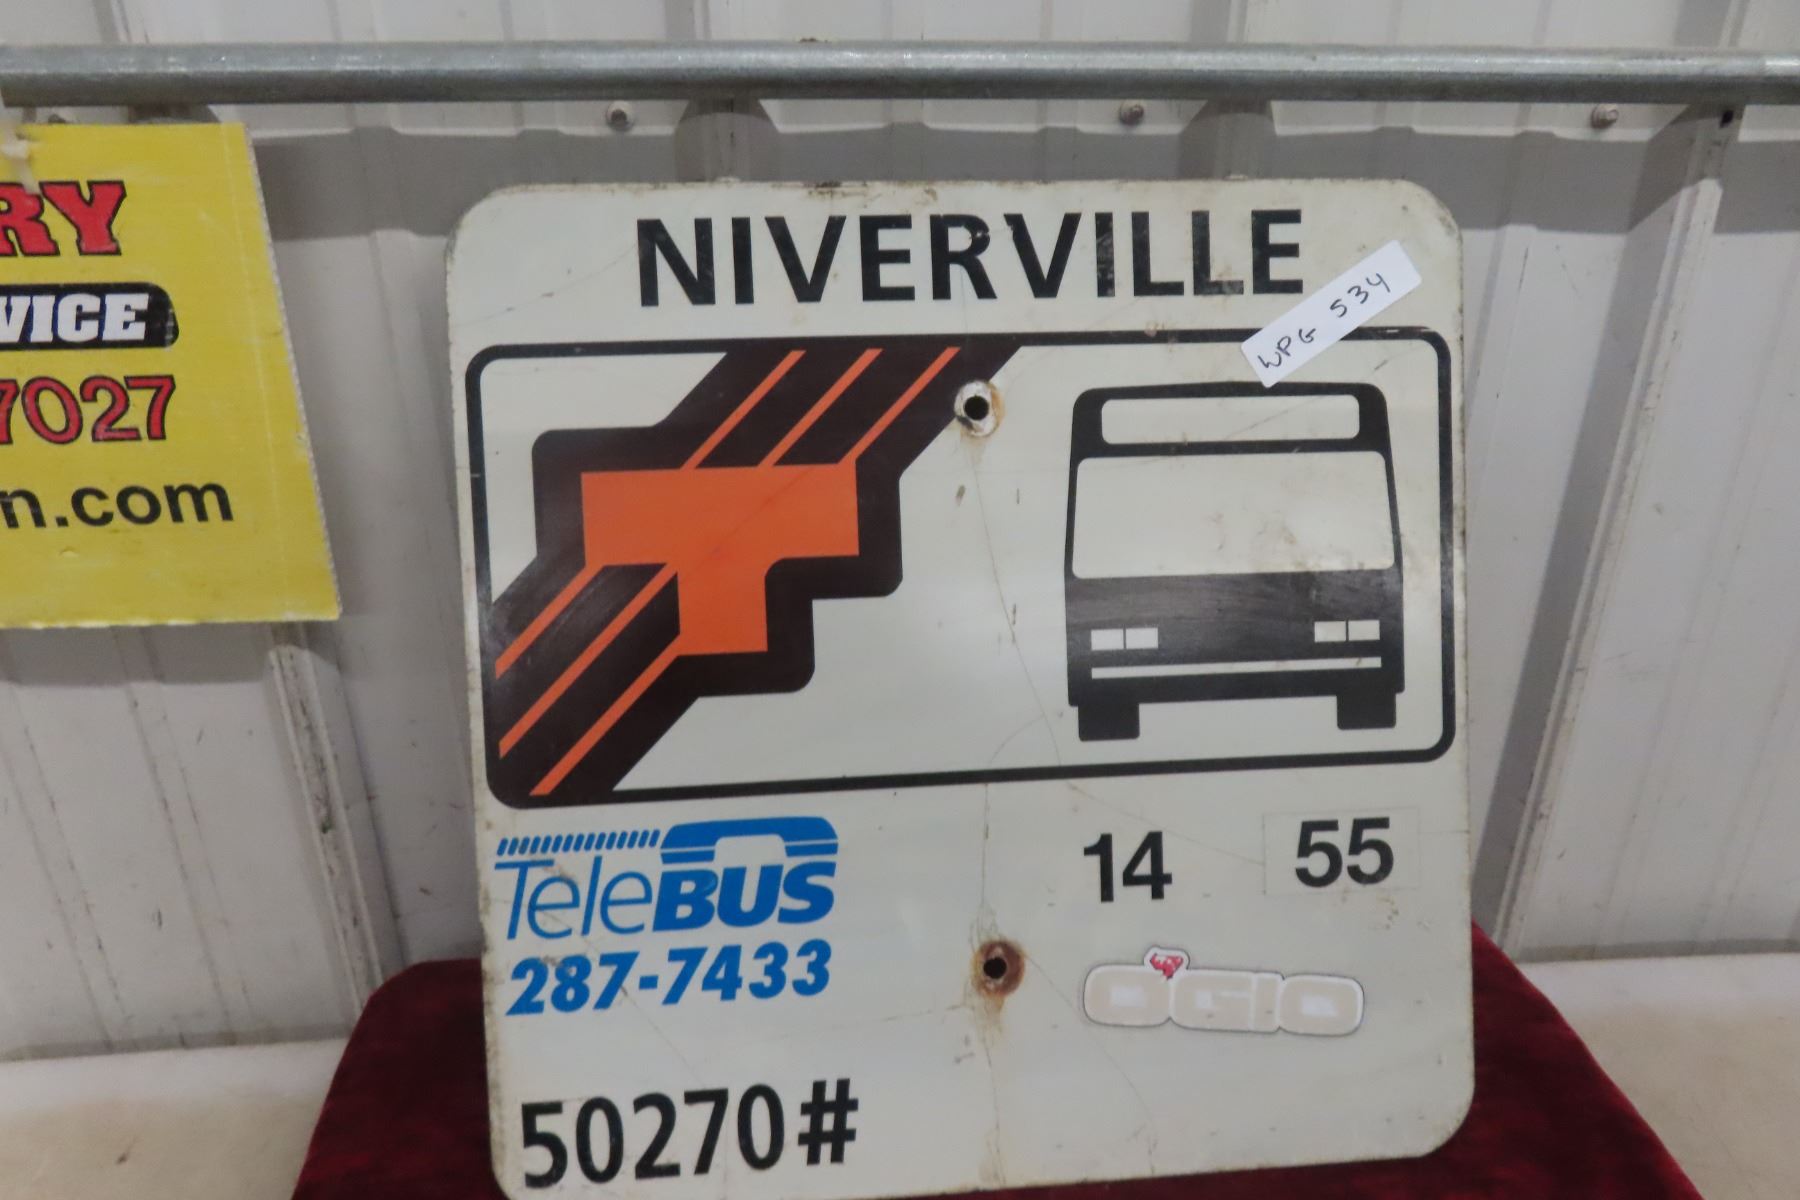 RY
VICE
7027
n.com
NIVERVILLE
WPG 534
TeleBUS
287-7433
14 55
OGIO
50270#